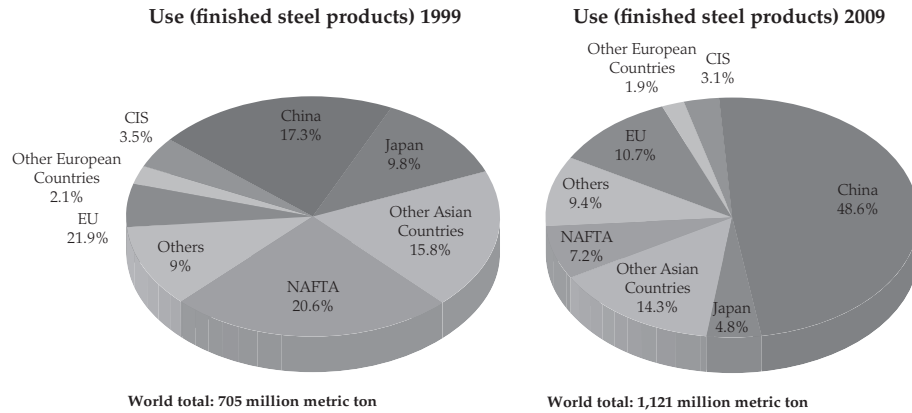 Use (finished steel products) 1999
China
17.3%
Japan
9.8%
Other Asian
Countries
15.8%
NAFTA
20.6%
Others
9%
EU
21.9%
Other European
Countries
2.1%
CIS
3.5%
World total: 705 million metric ton
Use (finished steel products) 2009
Other European
Countries
1.9%
CIS
3.1%
China
48.6%
Japan
4.8%
Other Asian
Countries
14.3%
NAFTA
7.2%
Others
9.4%
EU
10.7%
World total: 1,121 million metric ton